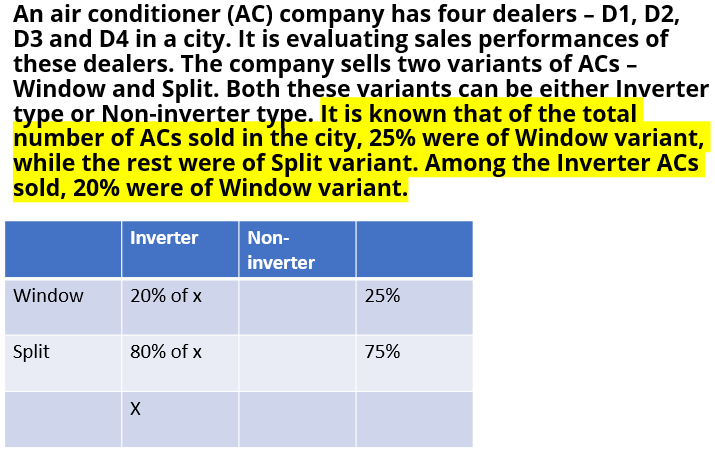 An air conditioner (AC) company has four dealers – D1, D2,
D3 and D4 in a city. It is evaluating sales performances of
these dealers. The company sells two variants of ACs –
Window and Split. Both these variants can be either Inverter
type or Non-inverter type. It is known that of the total
number of ACs sold in the city, 25% were of Window variant,
while the rest were of Split variant. Among the Inverter ACs
sold, 20% were of Window variant.
Inverter Non-
inverter
Window 20% of x 25%
Split 80% of x 75%
X